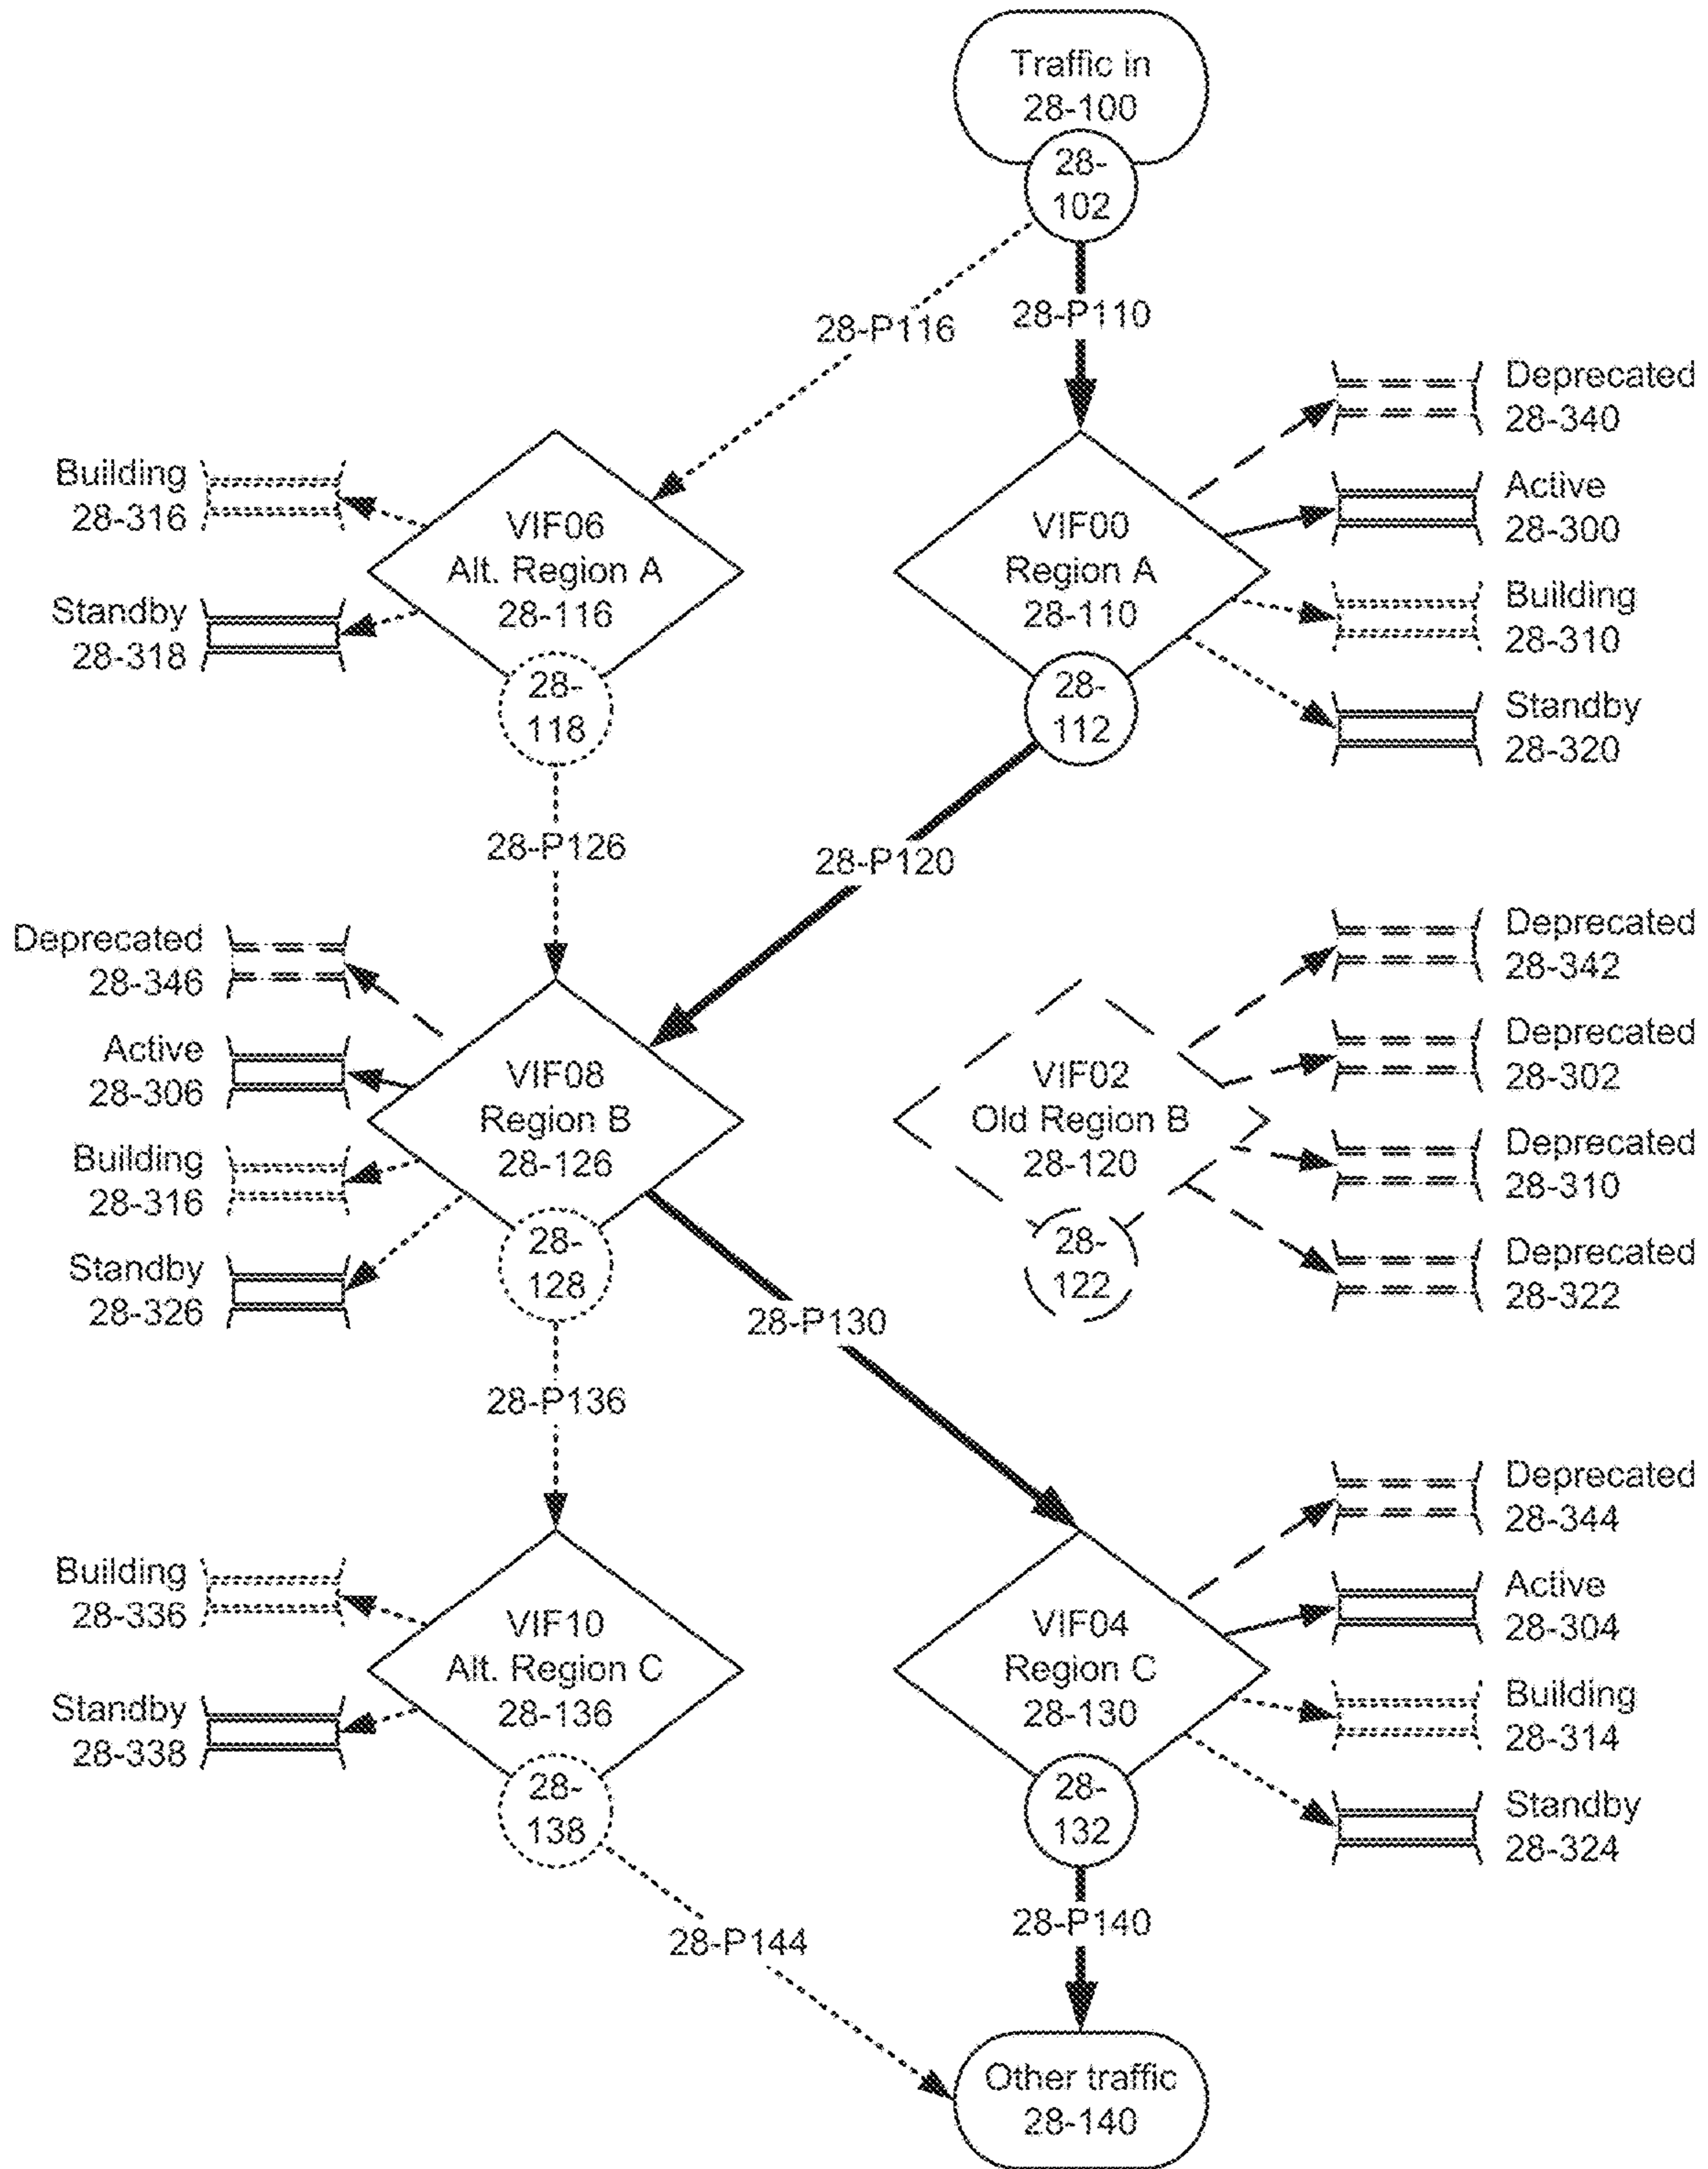 Traffic in
28-100
28-
102
28-P116
28-P110
Building
28-316
Standby
28-318
VIF06
Alt. Region A
28-116
28-
118
VIF00
Region A
28-110
28-
112
Deprecated
28-340
Active
28-300
Building
28-310
Standby
28-320
28-P126
28-P120
Deprecated
28-346
Active
28-306
Building
28-316
Standby
28-326
VIF08
Region B
28-126
28-
128
VIF02
Old Region B
28-120
28-
122
Deprecated
28-342
Deprecated
28-302
Deprecated
28-310
Deprecated
28-322
28-P130
28-P136
Building
28-336
Standby
28-338
VIF10
Alt. Region C
28-136
28-
138
VIF04
Region C
28-130
28-
132
Deprecated
28-344
Active
28-304
Building
28-314
Standby
28-324
28-P144
28-P140
Other traffic
28-140